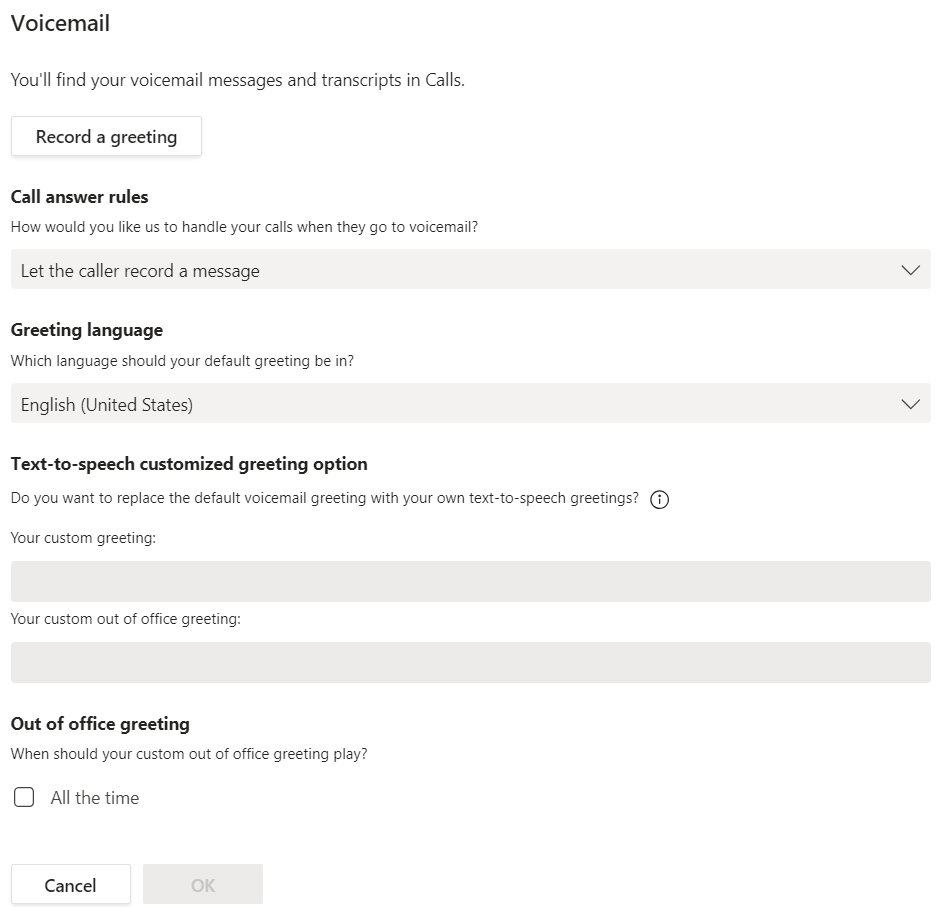 Voicemail
You'll find your voicemail messages and transcripts in Calls.
Record a greeting
Call answer rules
How would you like us to handle your calls when they go to voicemail?
Let the caller record a message
Greeting language
Which language should your default greeting be in?
English (United States)
Text-to-speech customized greeting option
Do you want to replace the default voicemail greeting with your own text-to-speech greetings?
Your custom greeting:
Your custom out of office greeting:
Out of office greeting
When should your custom out of office greeting play?
All the time
Cancel OK